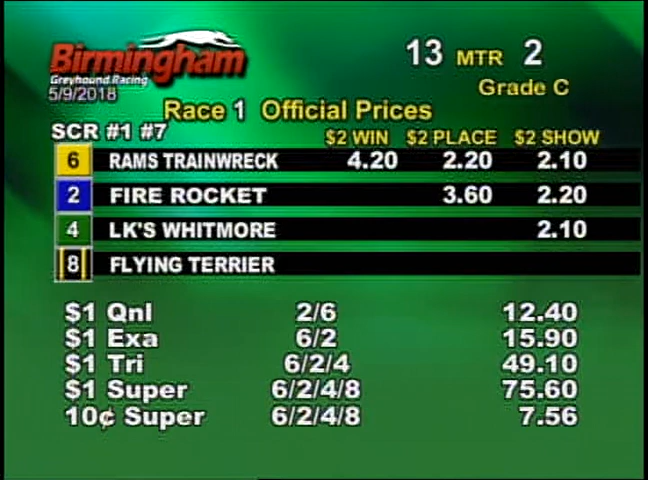 Birmingham
Greyhound Racing
5/9/2018
13 MTR 2
Grade C
Race 1 Official Prices
SCR #1 #7
$2 WIN $2 PLACE $2 SHOW
6 RAMS TRAINWRECK 4.20 2.20 2.10
2 FIRE ROCKET 3.60 2.20
4 LK'S WHITMORE 2.10
8 FLYING TERRIER
$1 Qnl 2/6 12.40
$1 Exa 6/2 15.90
$1 Tri 6/2/4 49.10
$1 Super 6/2/4/8 75.60
10¢ Super 6/2/4/8 7.56